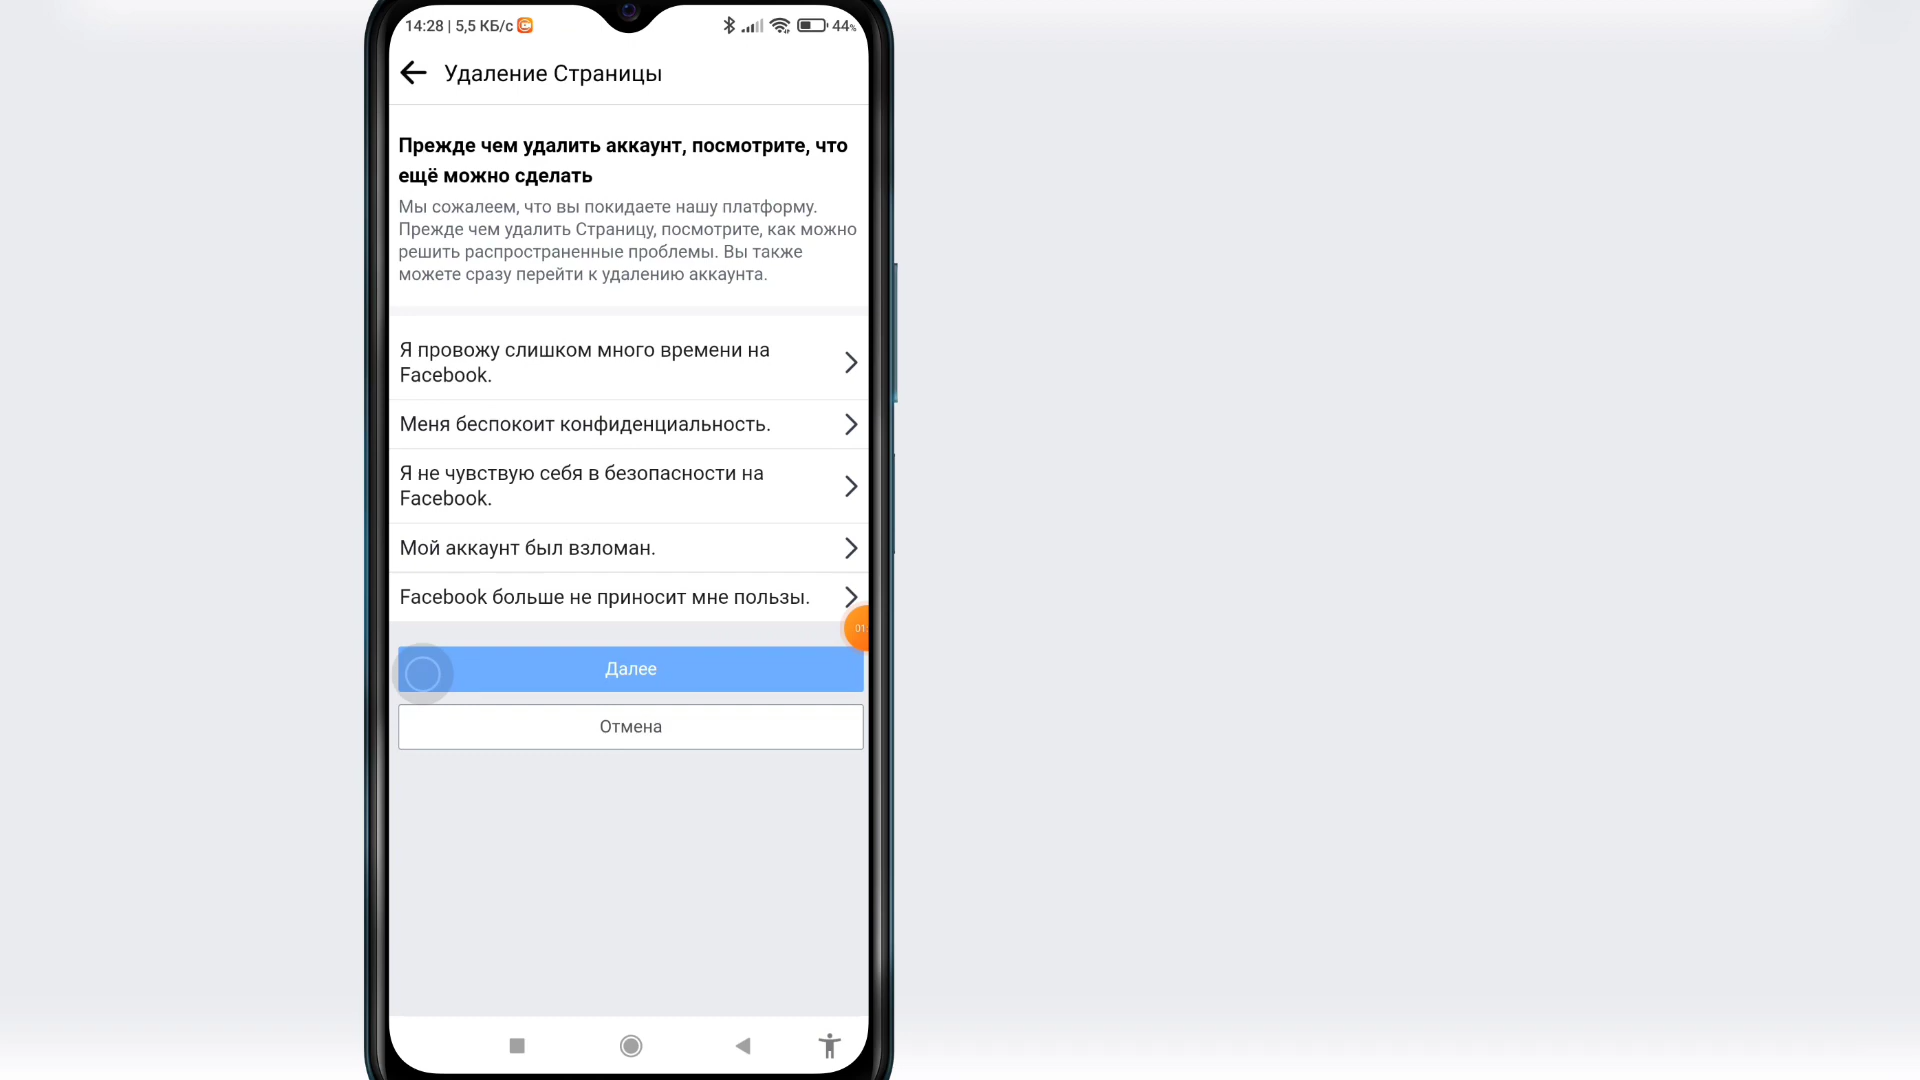 14:28 | 5,5 КБ/с
44%
Удаление Страницы
Прежде чем удалить аккаунт, посмотрите, что
ещё можно сделать
Мы сожалеем, что вы покидаете нашу платформу.
Прежде чем удалить Страницу, посмотрите, как можно
решить распространенные проблемы. Вы также
можете сразу перейти к удалению аккаунта.
Я провожу слишком много времени на
Facebook.
Меня беспокоит конфиденциальность.
Я не чувствую себя в безопасности на
Facebook.
Мой аккаунт был взломан.
Facebook больше не приносит мне пользы.
01:
Далее
Отмена